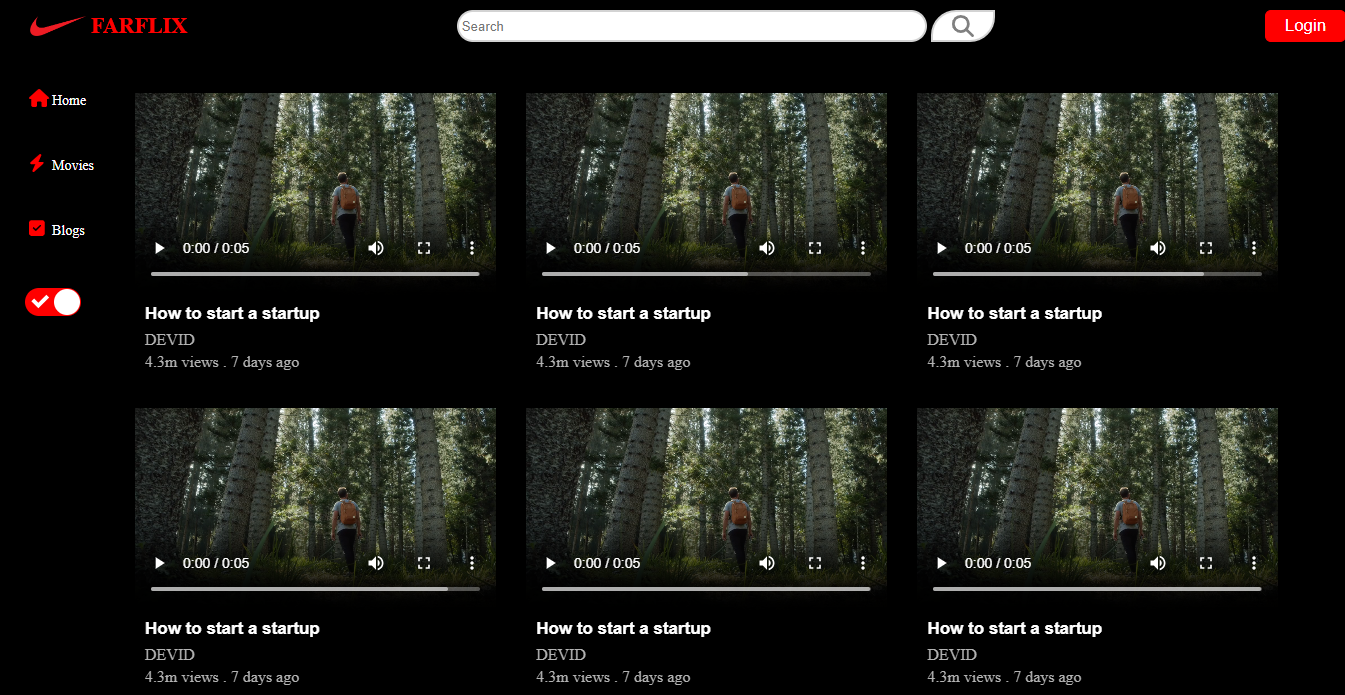 FARFLIX
Search
Login
Home
Movies
Blogs
0:00 / 0:05
0:00 / 0:05
0:00 / 0:05
How to start a startup
DEVID
4.3m views . 7 days ago
How to start a startup
DEVID
4.3m views . 7 days ago
How to start a startup
DEVID
4.3m views . 7 days ago
0:00 / 0:05
0:00 / 0:05
0:00 / 0:05
How to start a startup
DEVID
4.3m views . 7 days ago
How to start a startup
DEVID
4.3m views . 7 days ago
How to start a startup
DEVID
4.3m views . 7 days ago